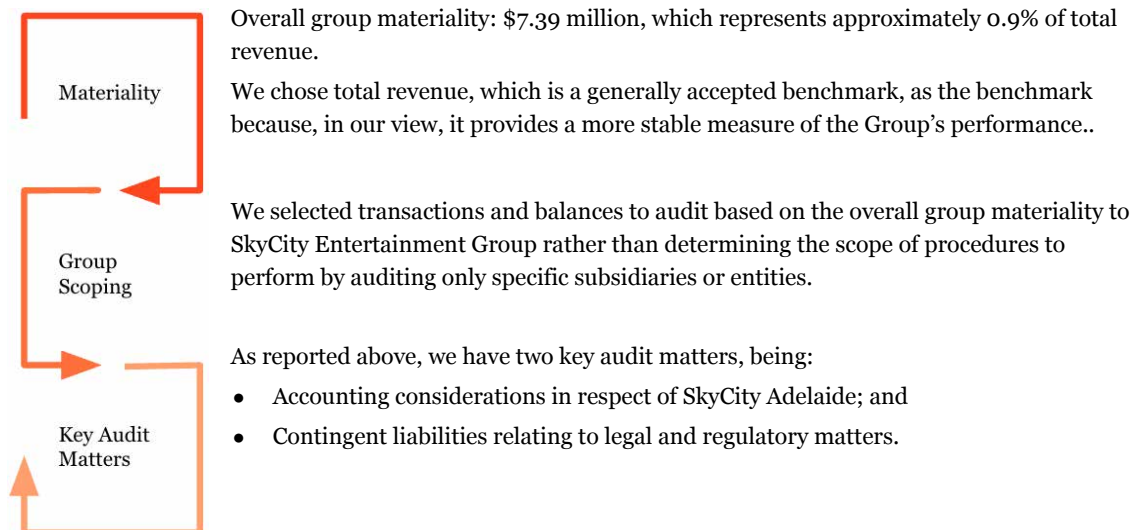 Overall group materiality: $7.39 million, which represents approximately 0.9% of total
revenue.
Materiality
We chose total revenue, which is a generally accepted benchmark, as the benchmark
because, in our view, it provides a more stable measure of the Group’s performance..
We selected transactions and balances to audit based on the overall group materiality to
SkyCity Entertainment Group rather than determining the scope of procedures to
perform by auditing only specific subsidiaries or entities.
Group
Scoping
As reported above, we have two key audit matters, being:
● Accounting considerations in respect of SkyCity Adelaide; and
● Contingent liabilities relating to legal and regulatory matters.
Key Audit
Matters